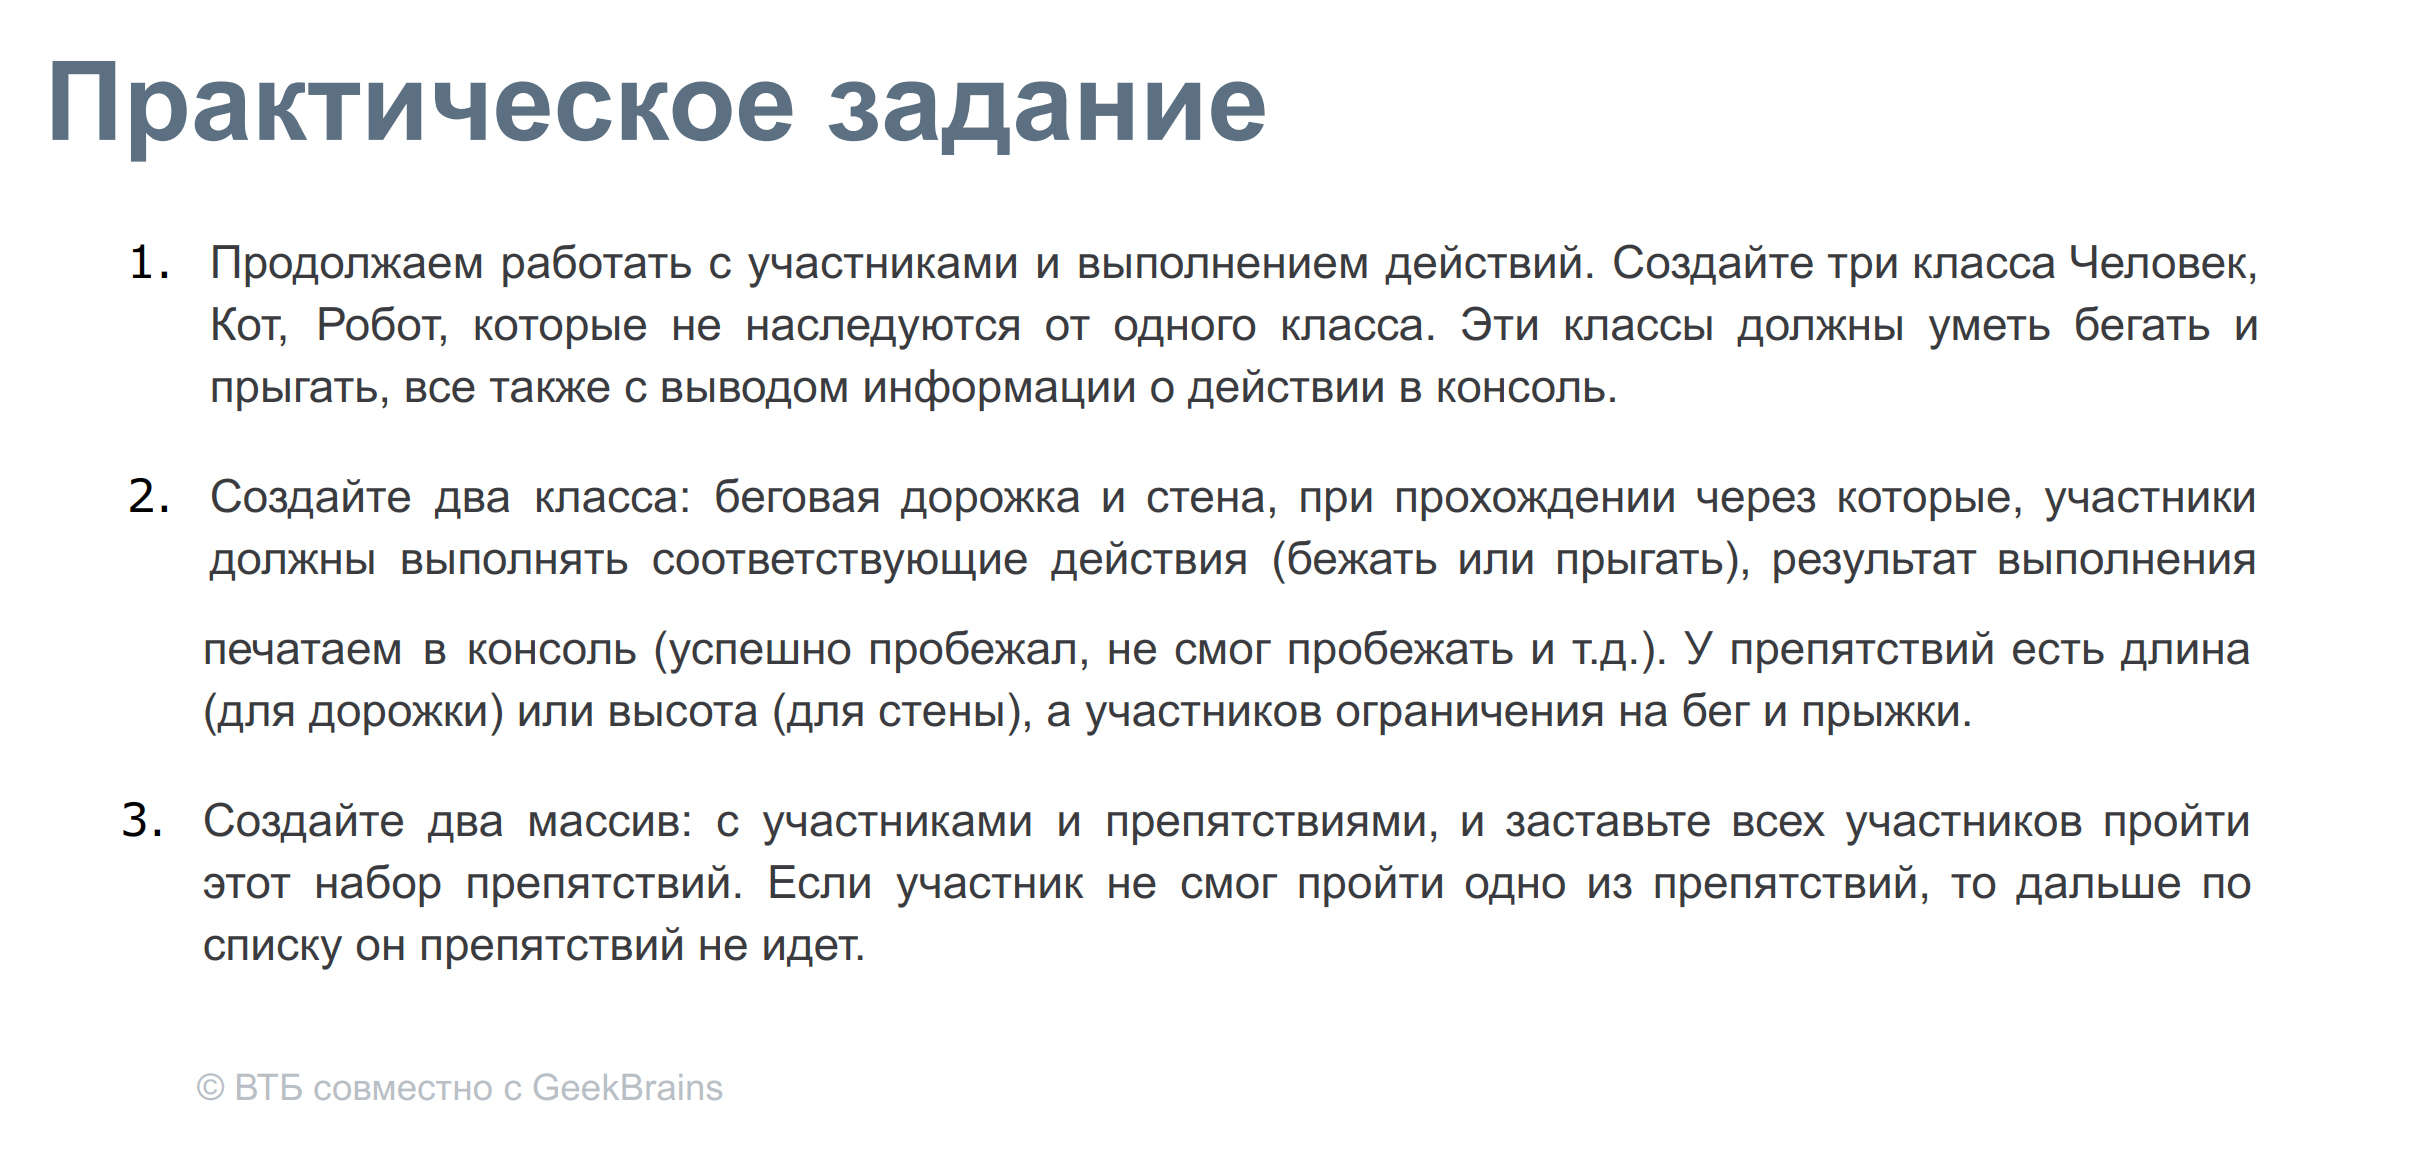 Практическое задание
1. Продолжаем работать с участниками и выполнением действий. Создайте три класса Человек,
Кот, Робот, которые не наследуются от одного класса. Эти классы должны уметь бегать и
прыгать, все также с выводом информации о действии в консоль.
2. Создайте два класса: беговая дорожка и стена, при прохождении через которые, участники
должны выполнять соответствующие действия (бежать или прыгать), результат выполнения
печатаем в консоль (успешно пробежал, не смог пробежать и т.д.). У препятствий есть длина
(для дорожки) или высота (для стены), а участников ограничения на бег и прыжки.
3. Создайте два массив: с участниками и препятствиями, и заставьте всех участников пройти
этот набор препятствий. Если участник не смог пройти одно из препятствий, то дальше по
списку он препятствий не идет.
© ВТБ совместно с GeekBrains